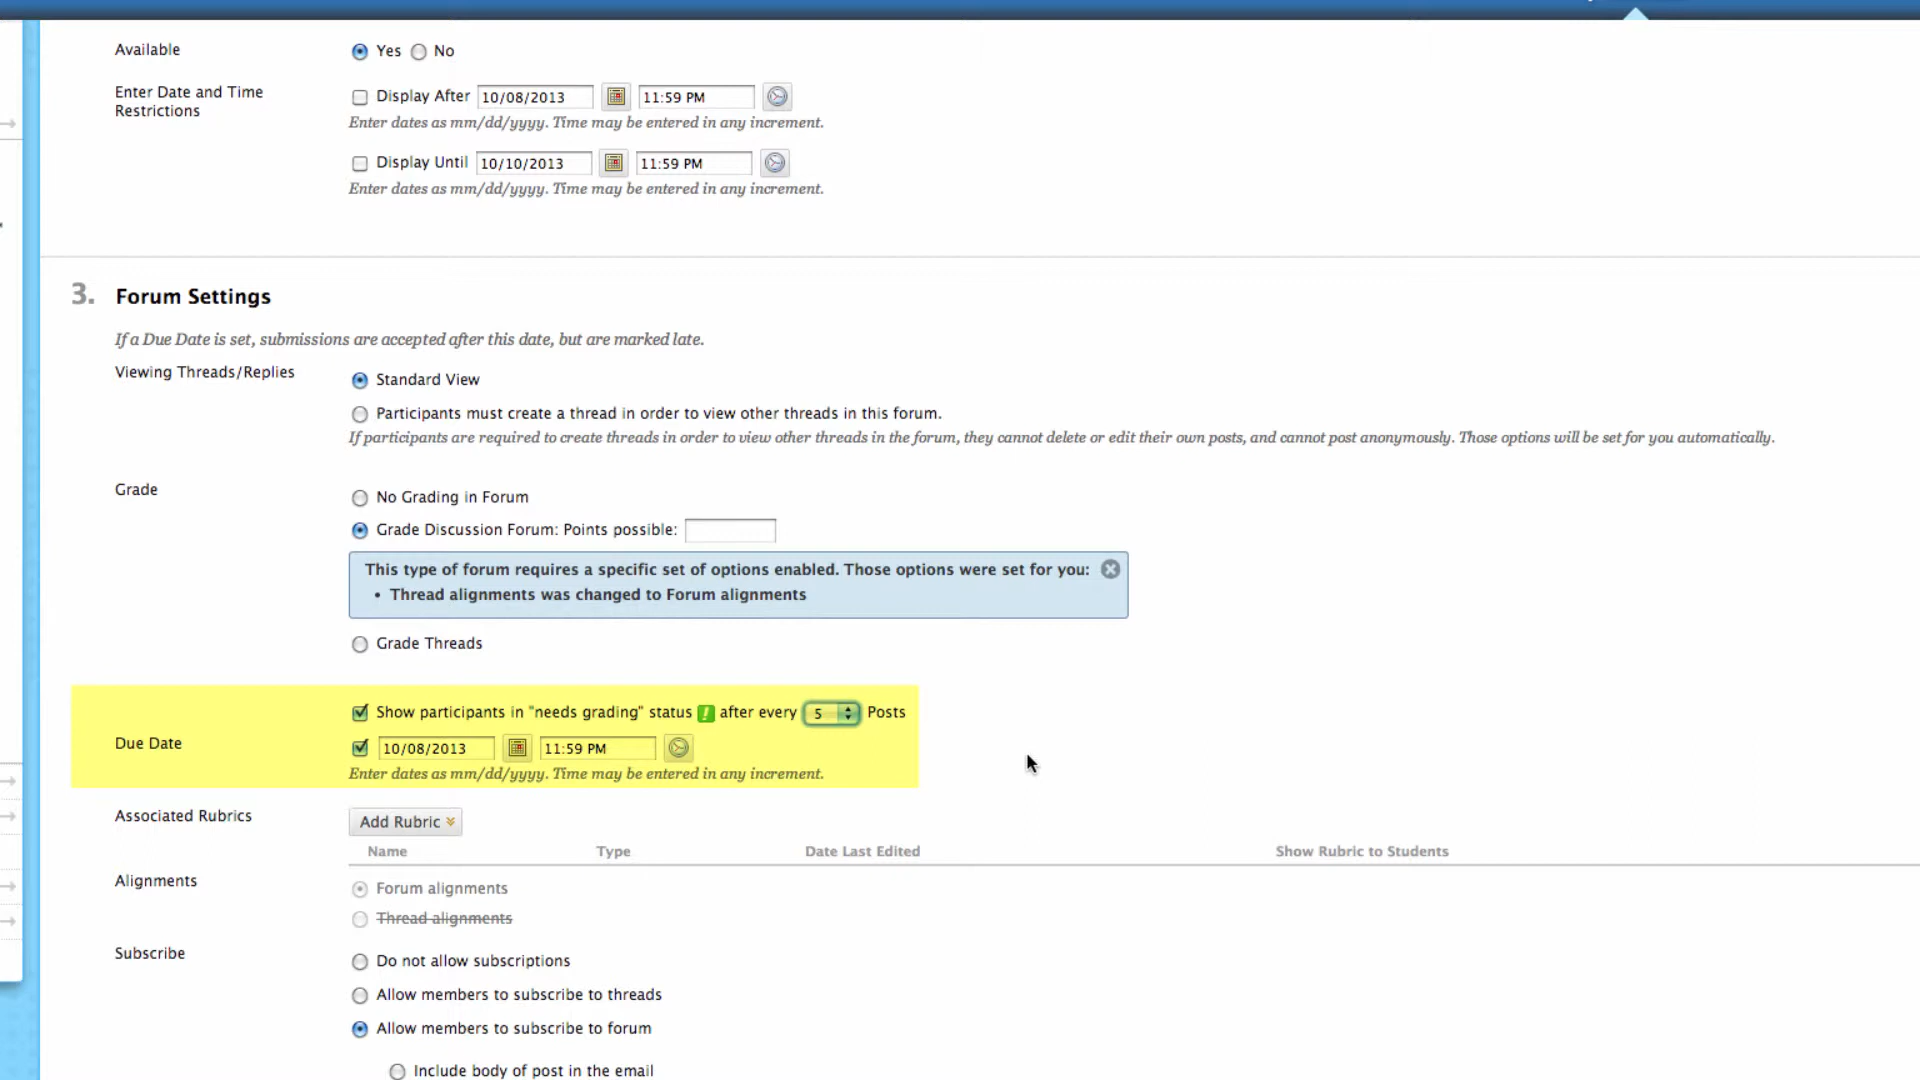 Available
Yes No
Enter Date and Time Restrictions
Display After 10/08/2013 11:59 PM
Enter dates as mm/dd/yyyy. Time may be entered in any increment.
Display Until 10/10/2013 11:59 PM
Enter dates as mm/dd/yyyy. Time may be entered in any increment.
3. Forum Settings
If a Due Date is set, submissions are accepted after this date, but are marked late.
Viewing Threads/Replies
Standard View
Participants must create a thread in order to view other threads in this forum.
If participants are required to create threads in order to view other threads in the forum, they cannot delete or edit their own posts, and cannot post anonymously. Those options will be set for you automatically.
Grade
No Grading in Forum
Grade Discussion Forum: Points possible:
This type of forum requires a specific set of options enabled. Those options were set for you:
• Thread alignments was changed to Forum alignments
Grade Threads
Show participants in "needs grading" status ! after every 5 Posts
Due Date
10/08/2013 11:59 PM
Enter dates as mm/dd/yyyy. Time may be entered in any increment.
Associated Rubrics
Add Rubric
Name Type Date Last Edited Show Rubric to Students
Alignments
Forum alignments
Thread alignments
Subscribe
Do not allow subscriptions
Allow members to subscribe to threads
Allow members to subscribe to forum
Include body of post in the email